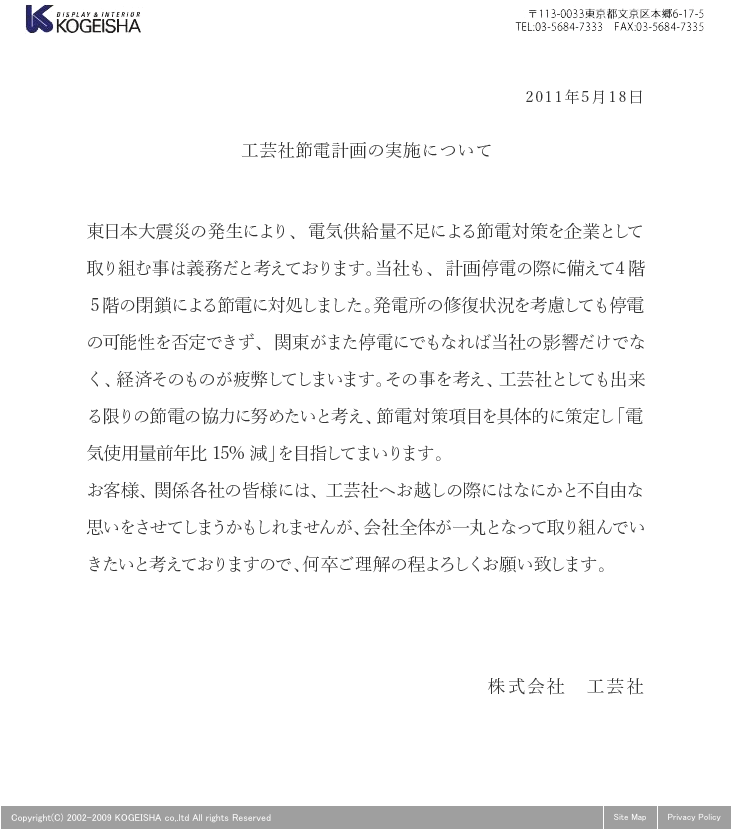 DISPLAY & INTERIOR
KOGEISHA
〒113-0033東京都文京区本郷6-17-5
TEL:03-5684-7333　FAX:03-5684-7335
2011年5月18日
工芸社節電計画の実施について
東日本大震災の発生により、電気供給量不足による節電対策を企業として
取り組む事は義務だと考えております。当社も、計画停電の際に備えて4階
5階の閉鎖による節電に対処しました。発電所の修復状況を考慮しても停電
の可能性を否定できず、関東がまた停電にでもなれば当社の影響だけでな
く、経済そのものが疲弊してしまいます。その事を考え、工芸社としても出来
る限りの節電の協力に努めたいと考え、節電対策項目を具体的に策定し「電
気使用量前年比 15% 減」を目指してまいります。
お客様、関係各社の皆様には、工芸社へお越しの際にはなにかと不自由な
思いをさせてしまうかもしれませんが、会社全体が一丸となって取り組んでい
きたいと考えておりますので、何卒ご理解の程よろしくお願い致します。
株式会社　工芸社
Copyright(C) 2002-2009 KOGEISHA co,.ltd All rights Reserved
Site Map
Privacy Policy